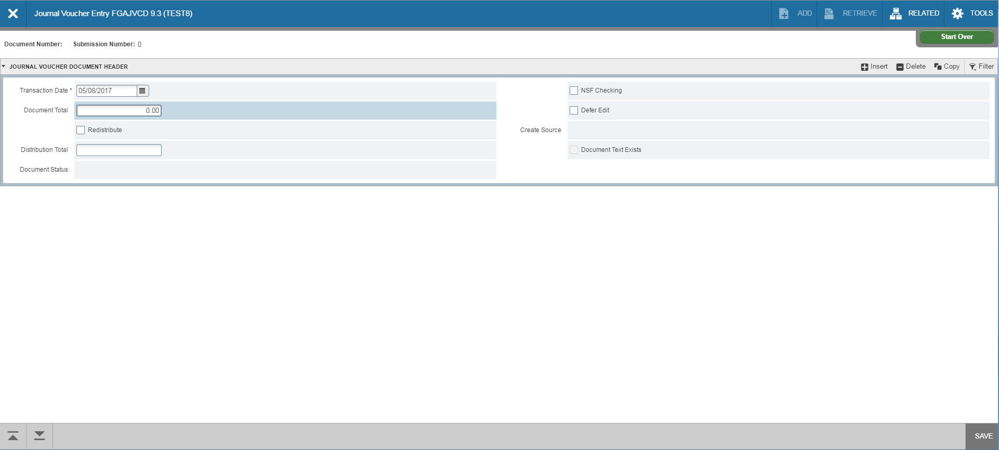 Journal Voucher Entry FGAJVCD 9.3 (TEST8)
ADD
RETRIEVE
RELATED
TOOLS
Start Over
Document Number: Submission Number: 0
JOURNAL VOUCHER DOCUMENT HEADER
Insert
Delete
Copy
Filter
Transaction Date * 05/08/2017
NSF Checking
Document Total 0.00
Defer Edit
Redistribute
Create Source
Distribution Total
Document Text Exists
Document Status
SAVE